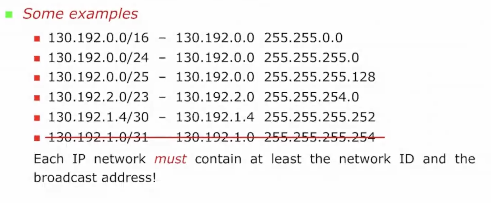 Some examples
130.192.0.0/16 – 130.192.0.0 255.255.0.0
130.192.0.0/24 – 130.192.0.0 255.255.255.0
130.192.0.0/25 – 130.192.0.0 255.255.255.128
130.192.2.0/23 – 130.192.2.0 255.255.254.0
130.192.1.4/30 – 130.192.1.4 255.255.255.252
130.192.1.0/31 130.192.1.0 255.255.255.254
Each IP network must contain at least the network ID and the
broadcast address!